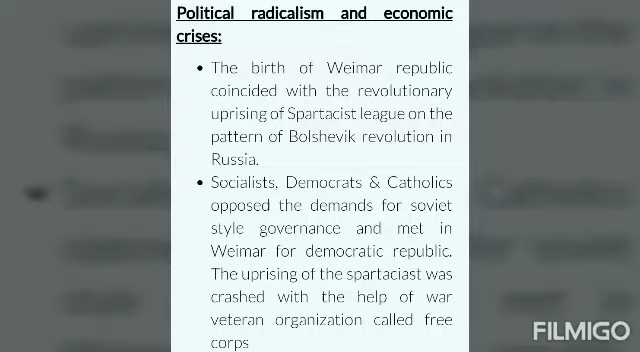 Political radicalism and economic
crises:
• The birth of Weimar republic
coincided with the revolutionary
uprising of Spartacist league on the
pattern of Bolshevik revolution in
Russia.
• Socialists, Democrats & Catholics
opposed the demands for soviet
style governance and met in
Weimar for democratic republic.
The uprising of the spartaciast was
crashed with the help of war
veteran organization called free
corps
FILMIGO